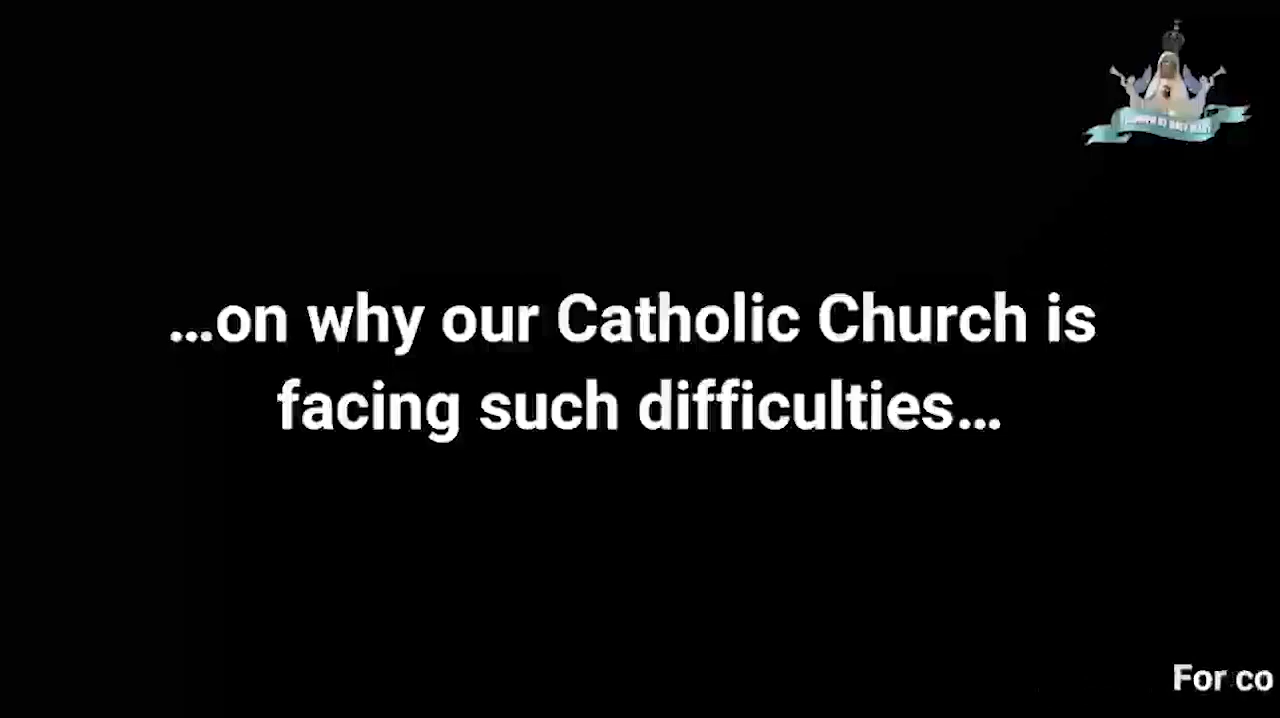 ...on why our Catholic Church is
facing such difficulties...
For co